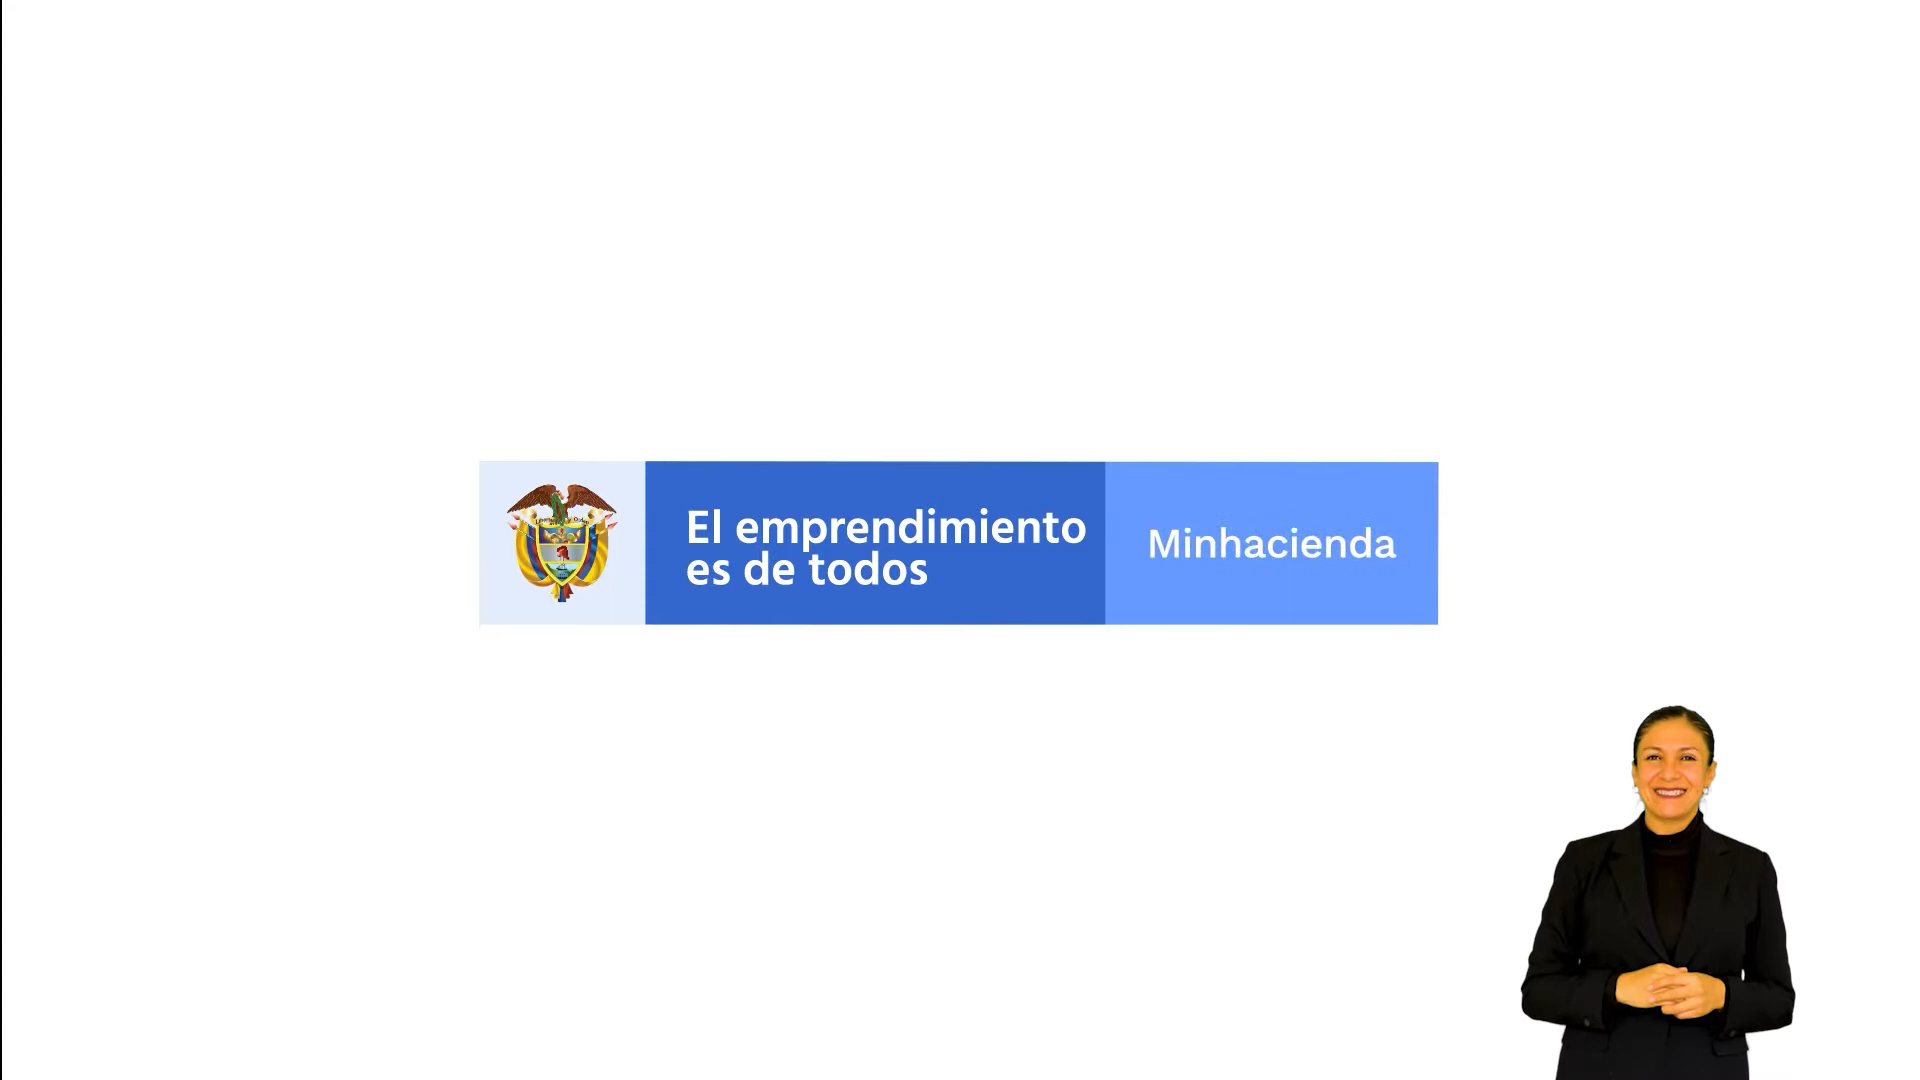 El emprendimiento
es de todos
Minhacienda